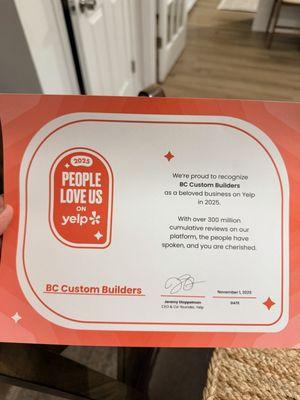 2025
PEOPLE
LOVE US
ON
yelp
We're proud to recognize
BC Custom Builders
as a beloved business on Yelp
in 2025.
With over 300 million
cumulative reviews on our
platform, the people have
spoken, and you are cherished.
BC Custom Builders
Jeremy Stoppelman
CEO & Co-founder, Yelp
November 1, 2025
DATE